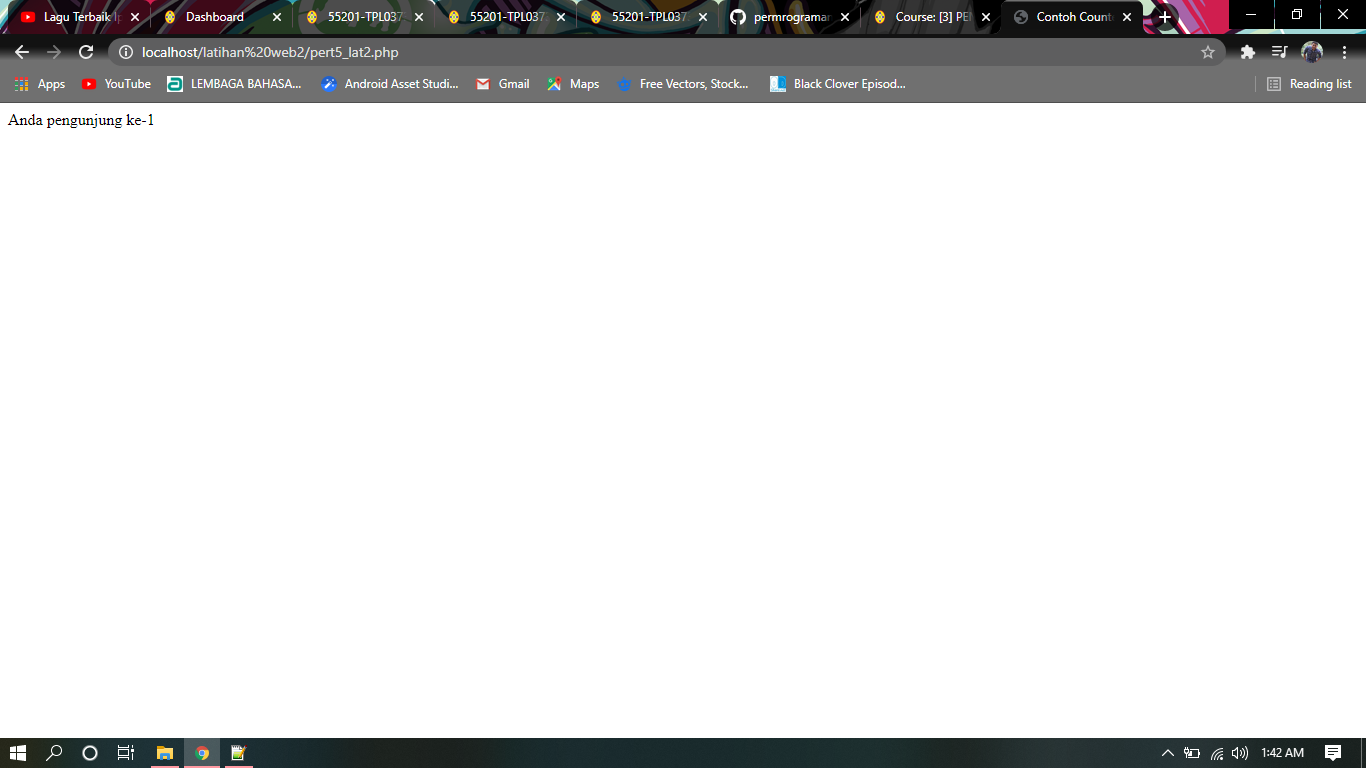 Lagu Terbaik Ip
Dashboard
55201-TPL037
55201-TPL037
55201-TPL037
permrograman
Course: [3] PE
Contoh Count
localhost/latihan%20web2/pert5_lat2.php
Apps
YouTube
LEMBAGA BAHASA...
Android Asset Studi...
Gmail
Maps
Free Vectors, Stock...
Black Clover Episod...
Reading list
Anda pengunjung ke-1
1:42 AM